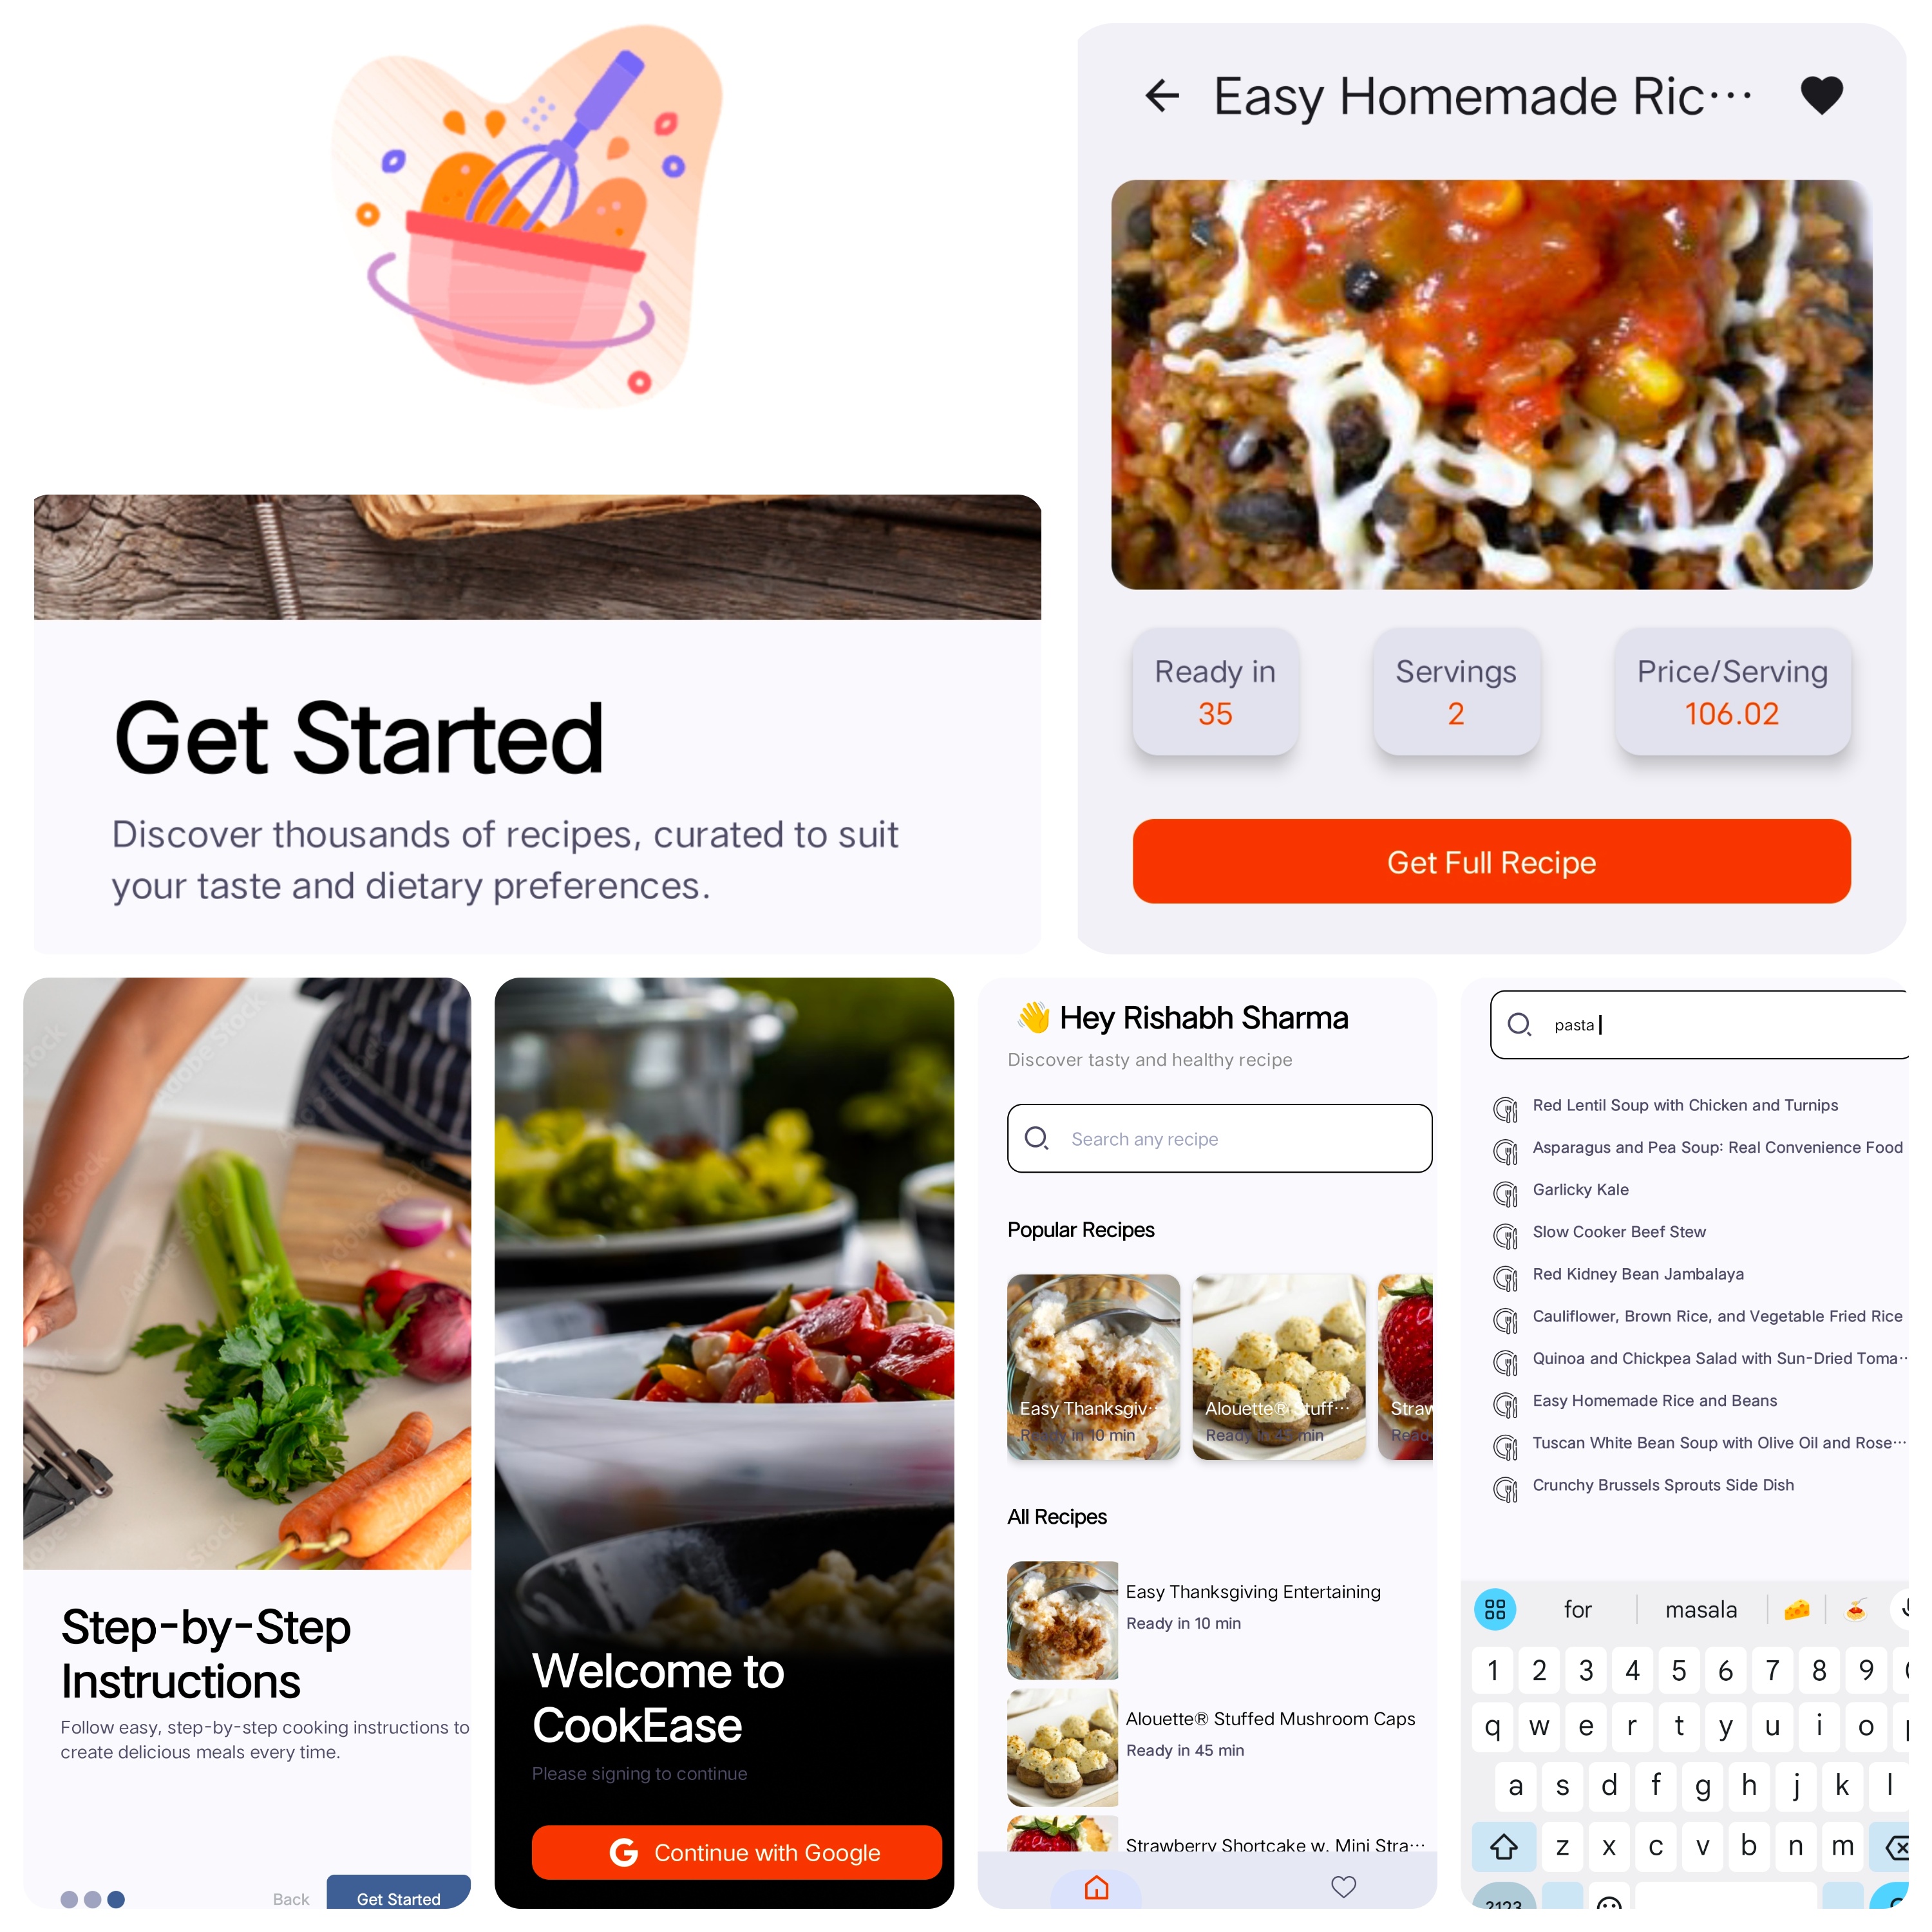 Easy Homemade Ric···
Ready in
35
Servings
2
Price/Serving
106.02
Get Full Recipe
Get Started
Discover thousands of recipes, curated to suit
your taste and dietary preferences.
Adobe Stock
Step-by-Step
Instructions
Follow easy, step-by-step cooking instructions to
create delicious meals every time.
Back
Get Started
Welcome to
CookEase
Please signing to continue
G Continue with Google
👋 Hey Rishabh Sharma
Discover tasty and healthy recipe
Search any recipe
Popular Recipes
Easy Thanksgiv···
Ready in 10 min
Alouette® Stuff···
Ready in 45 min
Straw
Read
All Recipes
Easy Thanksgiving Entertaining
Ready in 10 min
Alouette® Stuffed Mushroom Caps
Ready in 45 min
Strawberry Shortcake w. Mini Stra···
pasta
Red Lentil Soup with Chicken and Turnips
Asparagus and Pea Soup: Real Convenience Food
Garlicky Kale
Slow Cooker Beef Stew
Red Kidney Bean Jambalaya
Cauliflower, Brown Rice, and Vegetable Fried Rice
Quinoa and Chickpea Salad with Sun-Dried Toma···
Easy Homemade Rice and Beans
Tuscan White Bean Soup with Olive Oil and Rose···
Crunchy Brussels Sprouts Side Dish
for masala 🧀 🍝
1 2 3 4 5 6 7 8 9
q w e r t y u i o p
a s d f g h j k l
z x c v b n m
?123